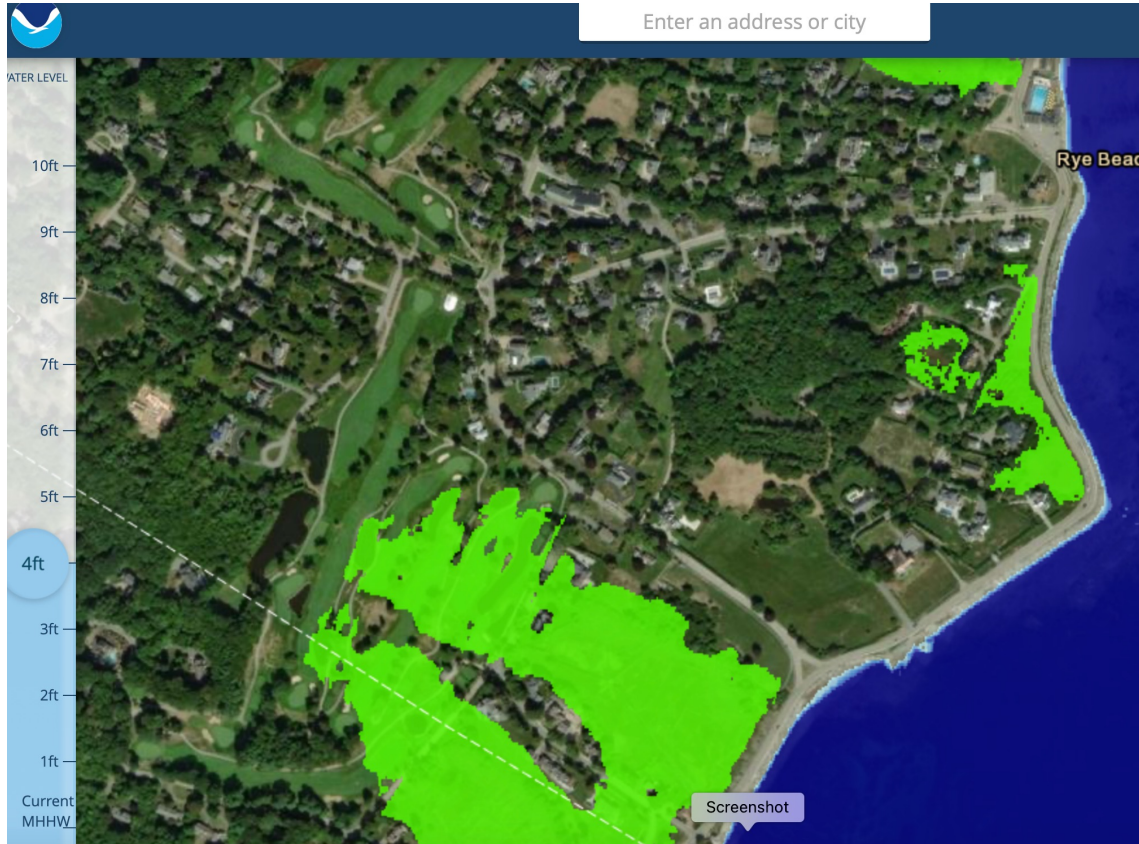 Enter an address or city
ATER LEVEL
Rye Beac
10ft
9ft
8ft
7ft
6ft
5ft
4ft
3ft
2ft
1ft
Screenshot
Current
MHHW